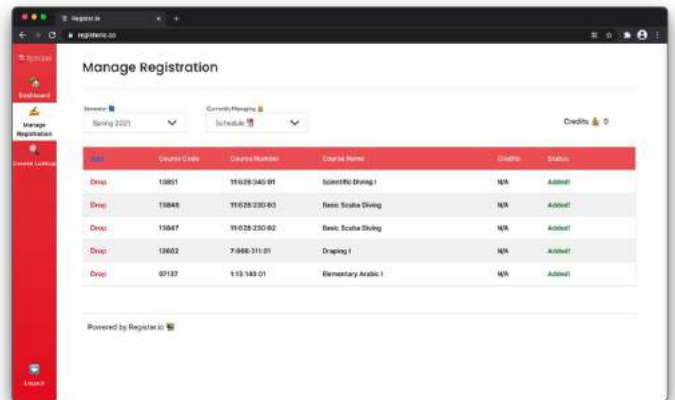 Register.io
registerio.co
Dashboard
Manage
Registration
Course Lookup
Logout
Manage Registration
Semester
Spring 2021
Currently Managing
Schedule
Credits 0
Add Course Code Course Number Course Name Credits Status
Drop 13851 11:628:345:01 Scientific Diving I N/A Added!
Drop 13848 11:628:230:03 Basic Scuba Diving N/A Added!
Drop 13847 11:628:230:02 Basic Scuba Diving N/A Added!
Drop 7:966:311:01 Draping I N/A Added!
Drop 07137 1:13:140:01 Elementary Arabic I N/A Added!
Powered by Register.io